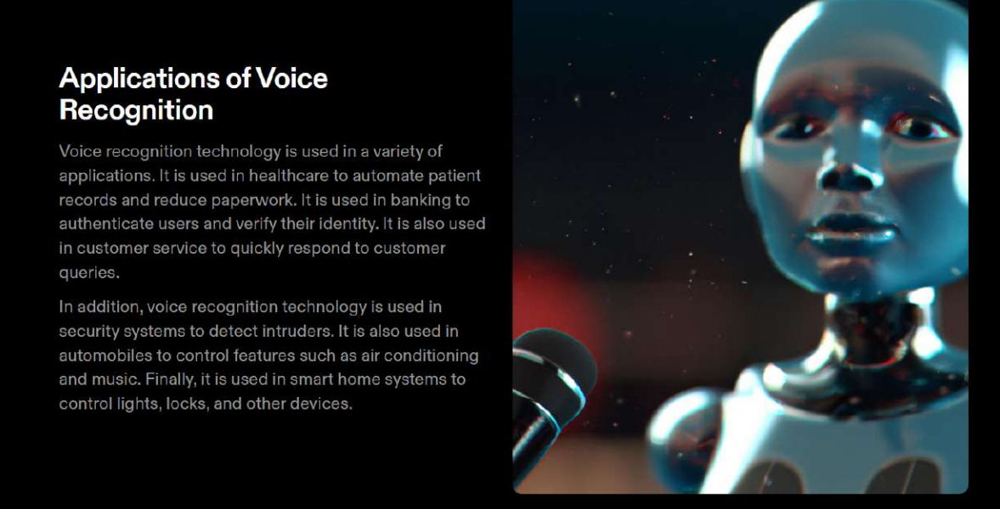 Applications of Voice
Recognition
Voice recognition technology is used in a variety of
applications. It is used in healthcare to automate patient
records and reduce paperwork. It is used in banking to
authenticate users and verify their identity. It is also used
in customer service to quickly respond to customer
queries.
In addition, voice recognition technology is used in
security systems to detect intruders. It is also used in
automobiles to control features such as air conditioning
and music. Finally, it is used in smart home systems to
control lights, locks, and other devices.